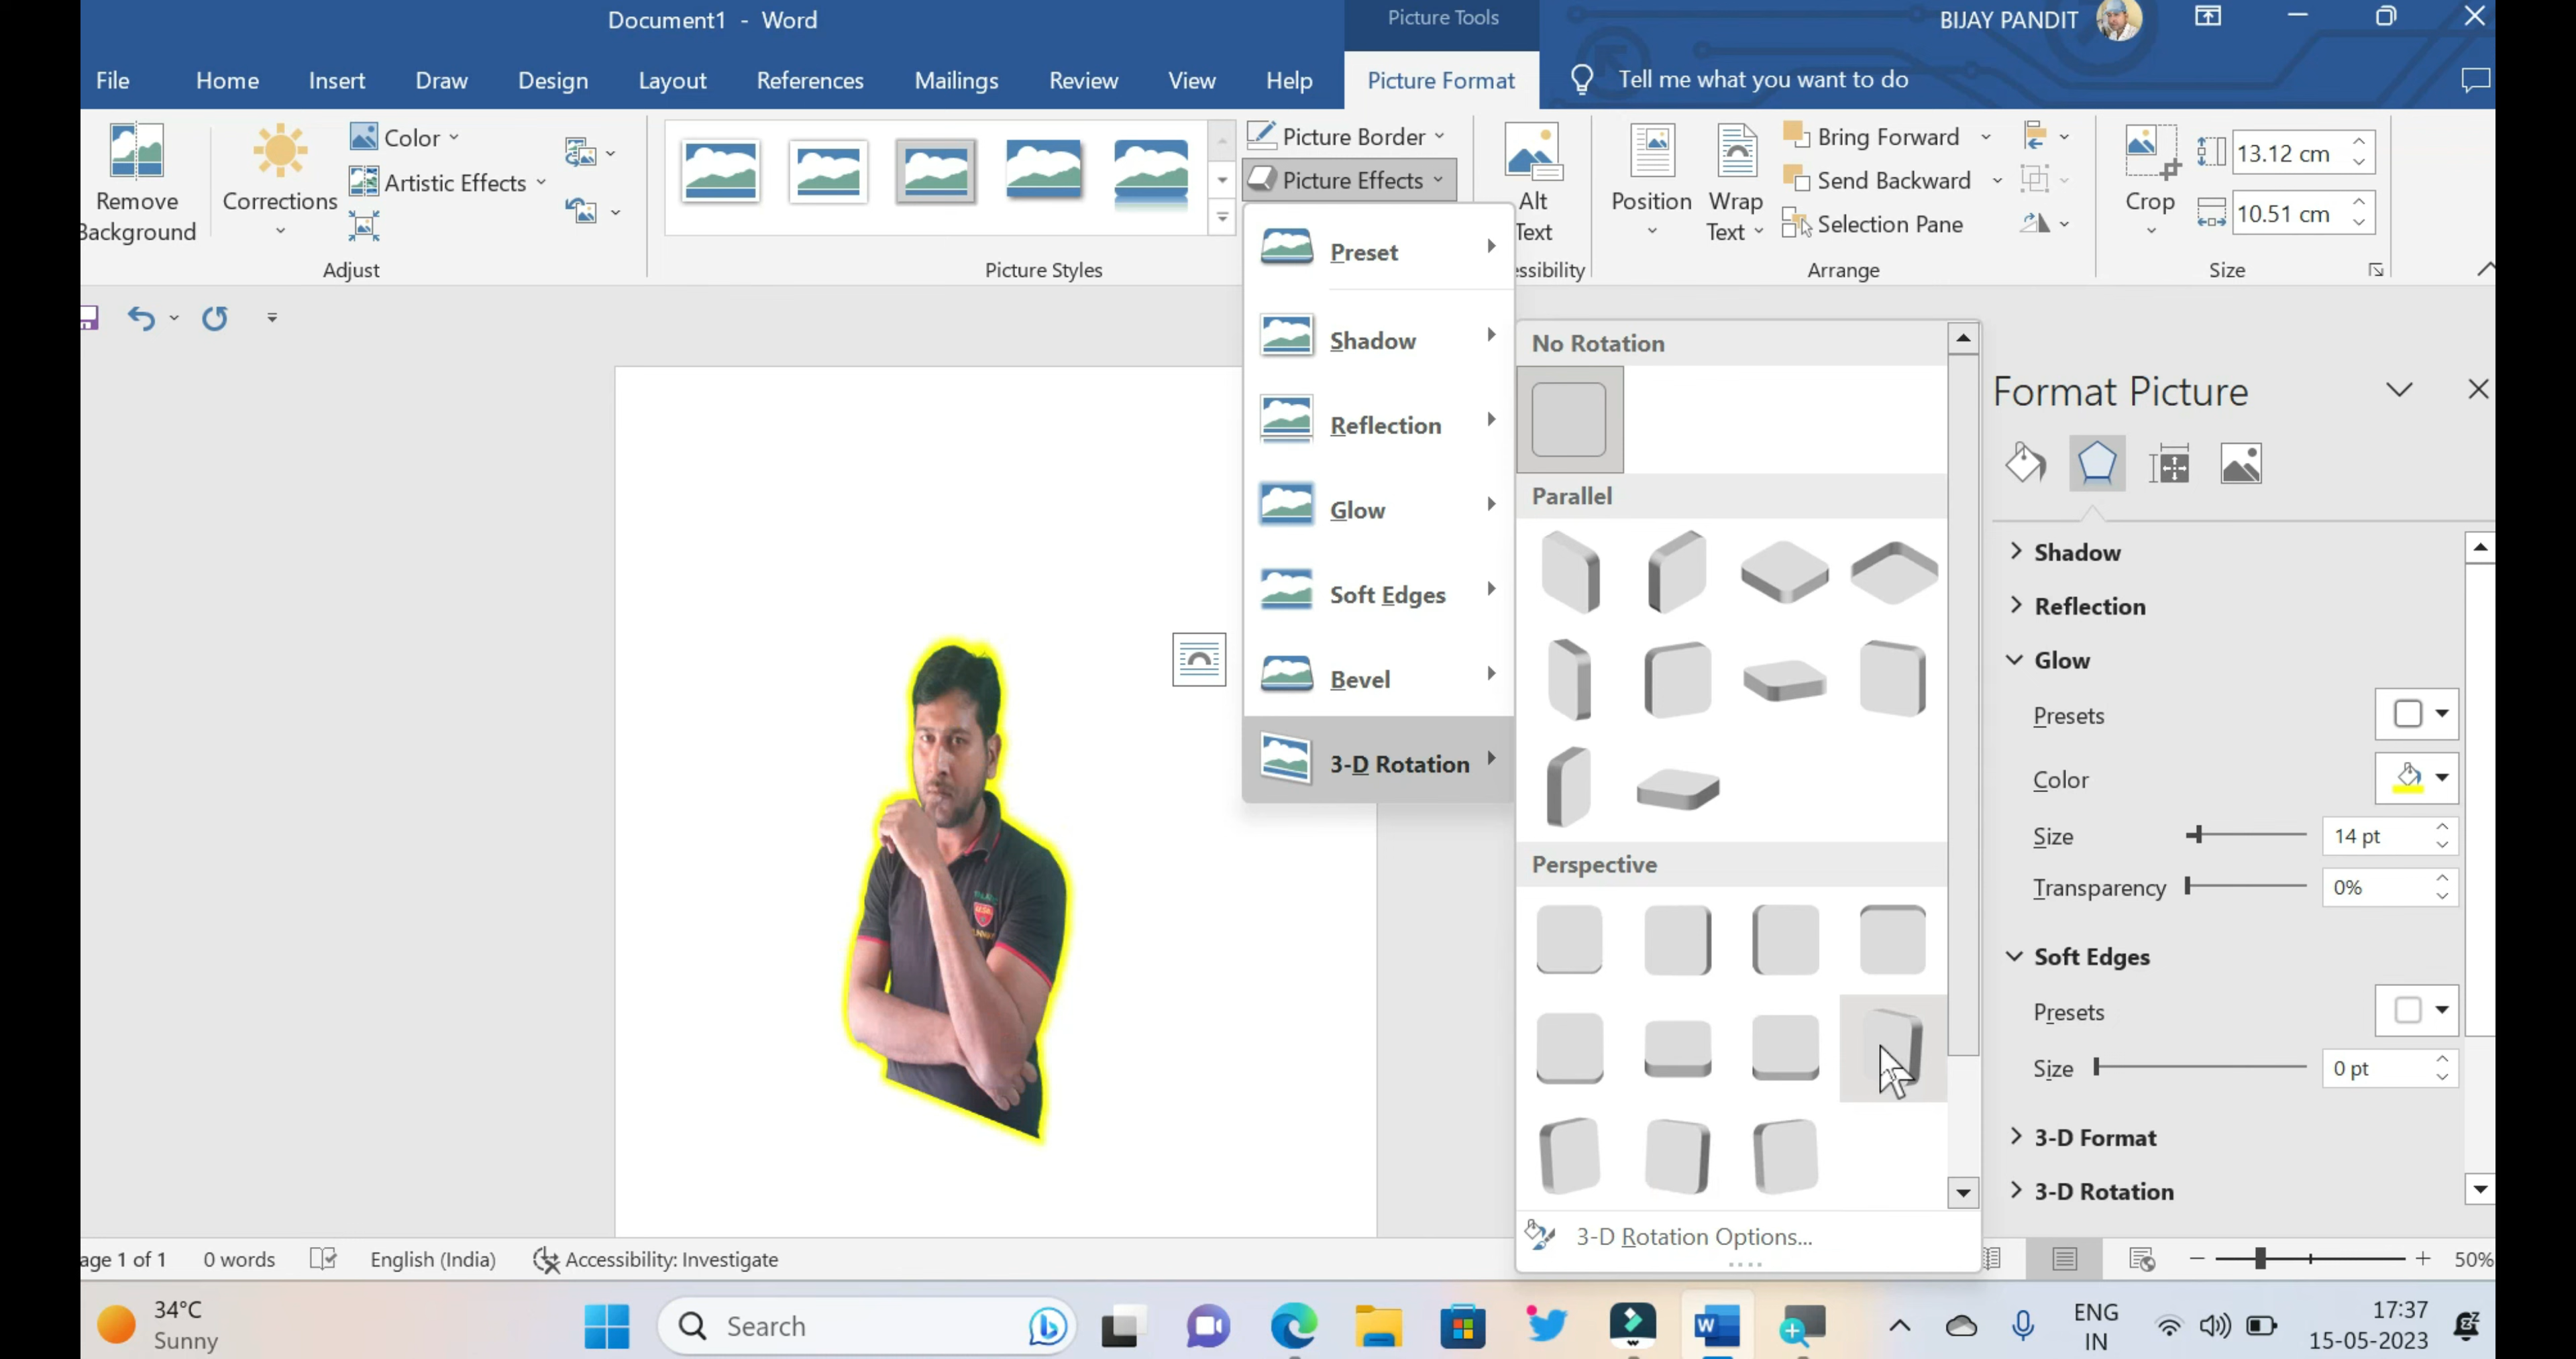 Document1 - Word
Picture Tools
BIJAY PANDIT
File Home Insert Draw Design Layout References Mailings Review View Help Picture Format Tell me what you want to do
Remove Background
Corrections
Color
Artistic Effects
Adjust
Picture Styles
Picture Border
Picture Effects
Alt Text
ssibility
Position
Wrap Text
Bring Forward
Send Backward
Selection Pane
Arrange
Crop
13.12 cm
10.51 cm
Size
Preset
Shadow
Reflection
Glow
Soft Edges
Bevel
3-D Rotation
No Rotation
Parallel
Perspective
3-D Rotation Options...
Format Picture
Shadow
Reflection
Glow
Presets
Color
Size 14 pt
Transparency 0%
Soft Edges
Presets
Size 0 pt
3-D Format
3-D Rotation
age 1 of 1 0 words English (India) Accessibility: Investigate 50%
34°C
Sunny
Search
ENG
IN
17:37
15-05-2023